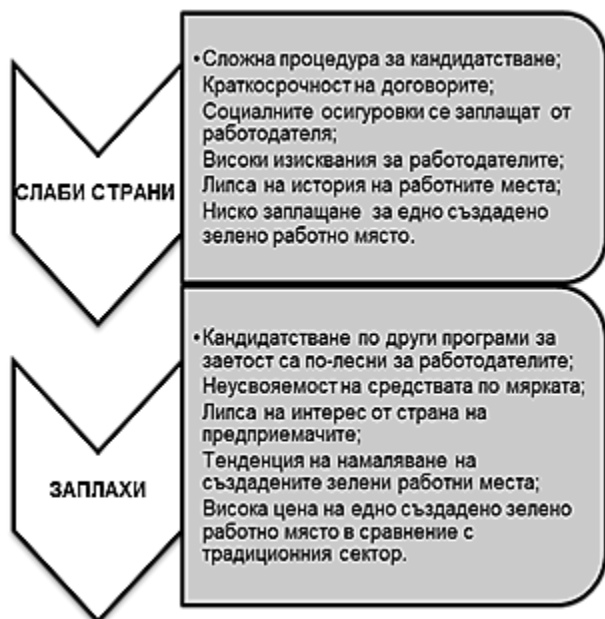 СЛАБИ СТРАНИ
•Сложна процедура за кандидатстване;
Краткосрочност на договорите;
Социалните осигуровки се заплащат от
работодателя;
Високи изисквания за работодателите;
Липса на история на работните места;
Ниско заплащане за едно създадено
зелено работно място.
ЗАПЛАХИ
•Кандидатстване по други програми за
заетост са по-лесни за работодателите;
Неусвояемост на средствата по мярката;
Липса на интерес от страна на
предприемачите;
Тенденция на намаляване на
създадените зелени работни места;
Висока цена на едно създадено зелено
работно място в сравнение с
традиционния сектор.